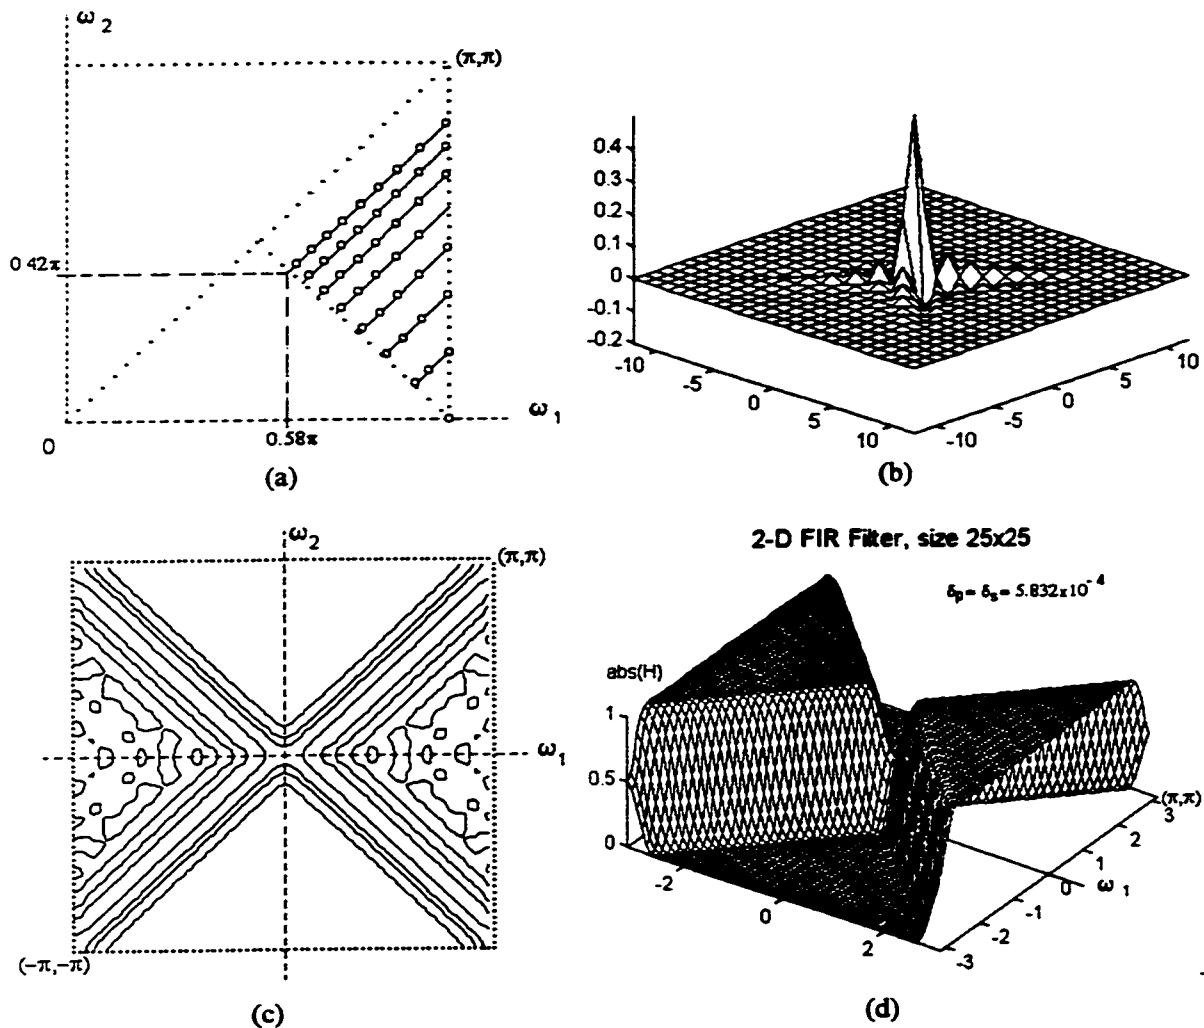 ω₂
(π,π)
0.42π
0
0.58π
ω₁
(a)
0.4
0.3
0.2
0.1
0
-0.1
-0.2
-10
-5
0
5
10
-10
-5
0
5
10
(b)
ω₂
(π,π)
ω₁
(-π,-π)
(c)
2-D FIR Filter, size 25x25
δp = δs = 5.832x10⁻⁴
abs(H)
1
0.5
0
-2
0
2
-3
-2
-1
0
1
2
3
(π,π)
ω₁
(d)